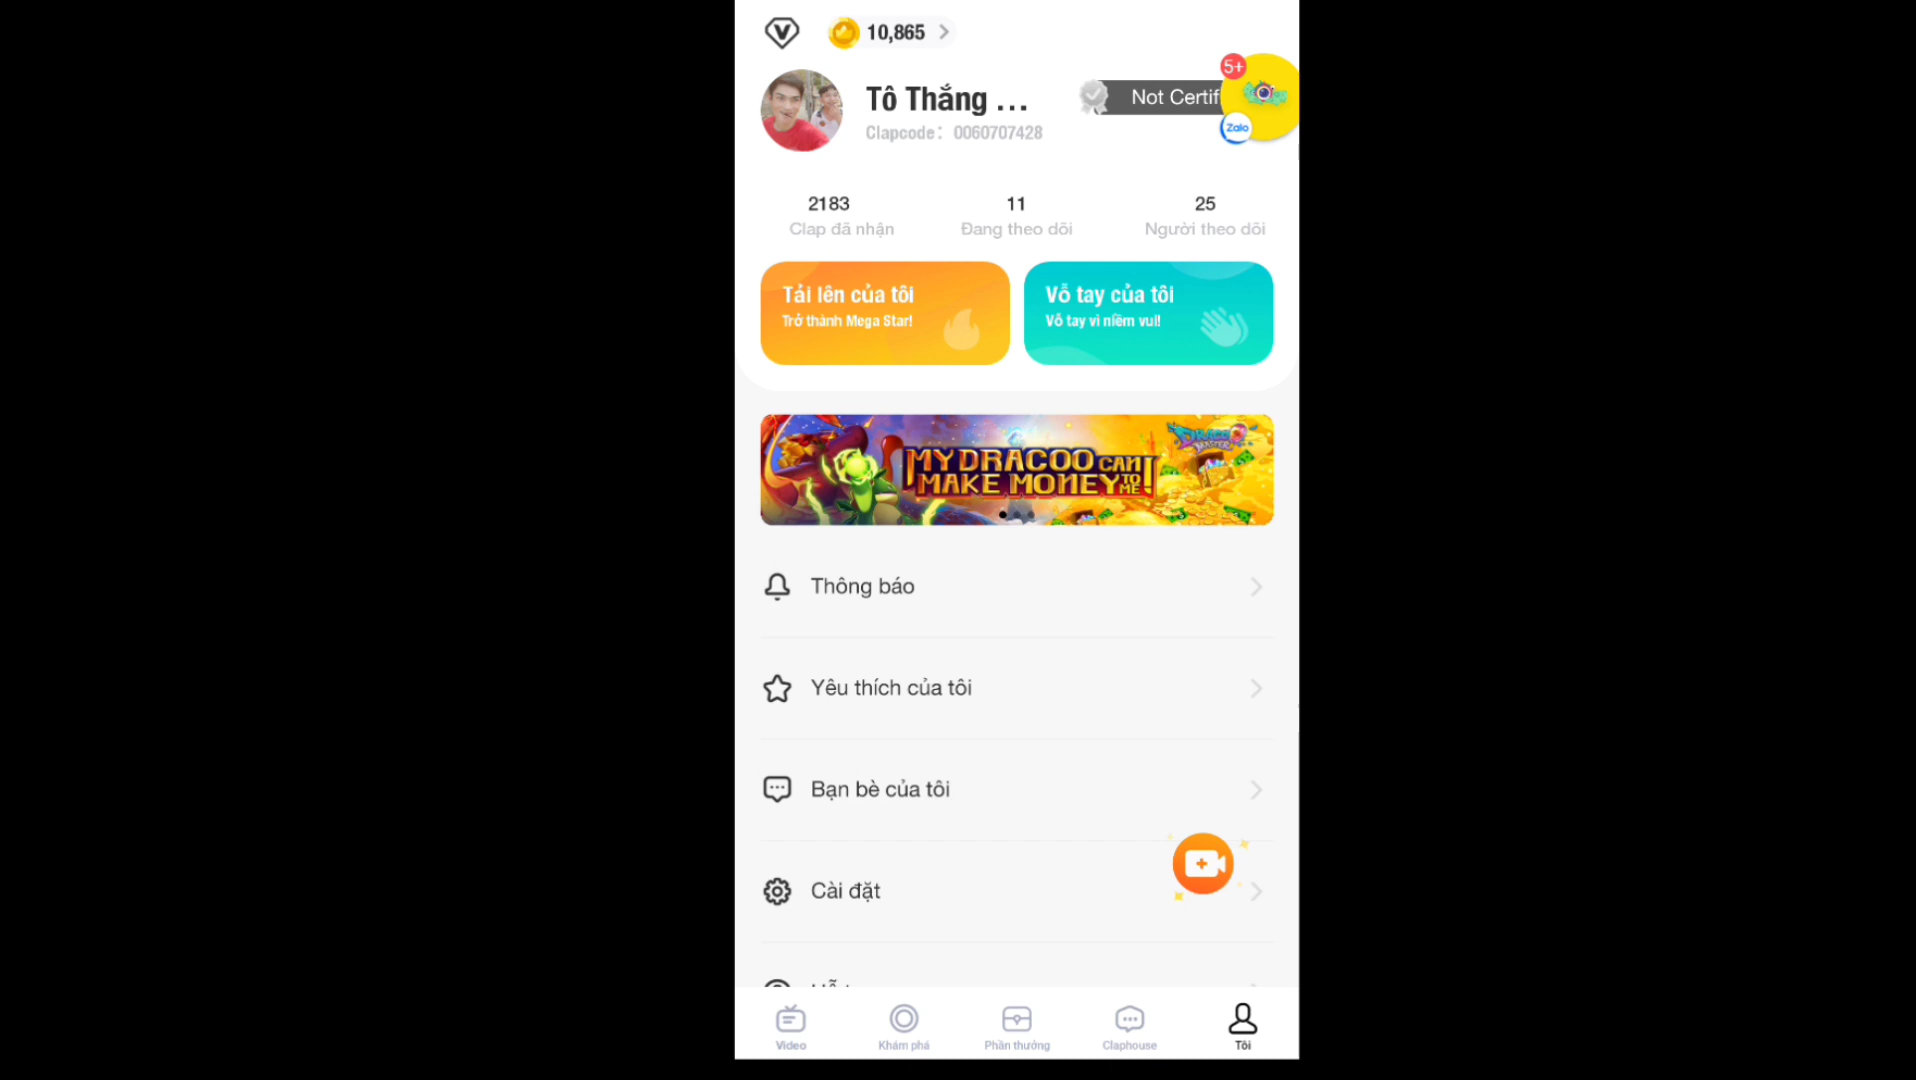 10,865
5+
Tô Thắng ...
Not Certif
Clapcode: 0060707428
Zalo
2183
11
25
Clap đã nhận
Đang theo dõi
Người theo dõi
Tải lên của tôi
Trở thành Mega Star!
Vỗ tay của tôi
Vỗ tay vì niềm vui!
MY DRACOO CAN
MAKE MONEY TO ME!
DRACOO
MASTER
Thông báo
Yêu thích của tôi
Bạn bè của tôi
Cài đặt
Video
Khám phá
Phần thưởng
Claphouse
Tôi